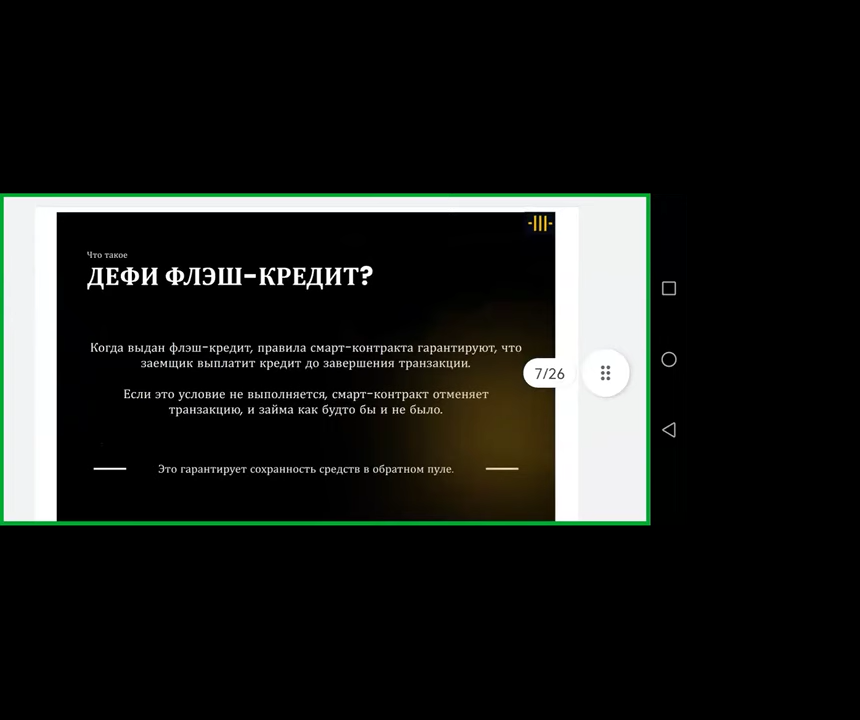 Что такое
ДЕФИ ФЛЭШ-КРЕДИТ?
Когда выдан флэш-кредит, правила смарт-контракта гарантируют, что
заемщик выплатит кредит до завершения транзакции.
7/26
Если это условие не выполняется, смарт-контракт отменяет
транзакцию, и займа как будто бы и не было.
Это гарантирует сохранность средств в обратном пуле.